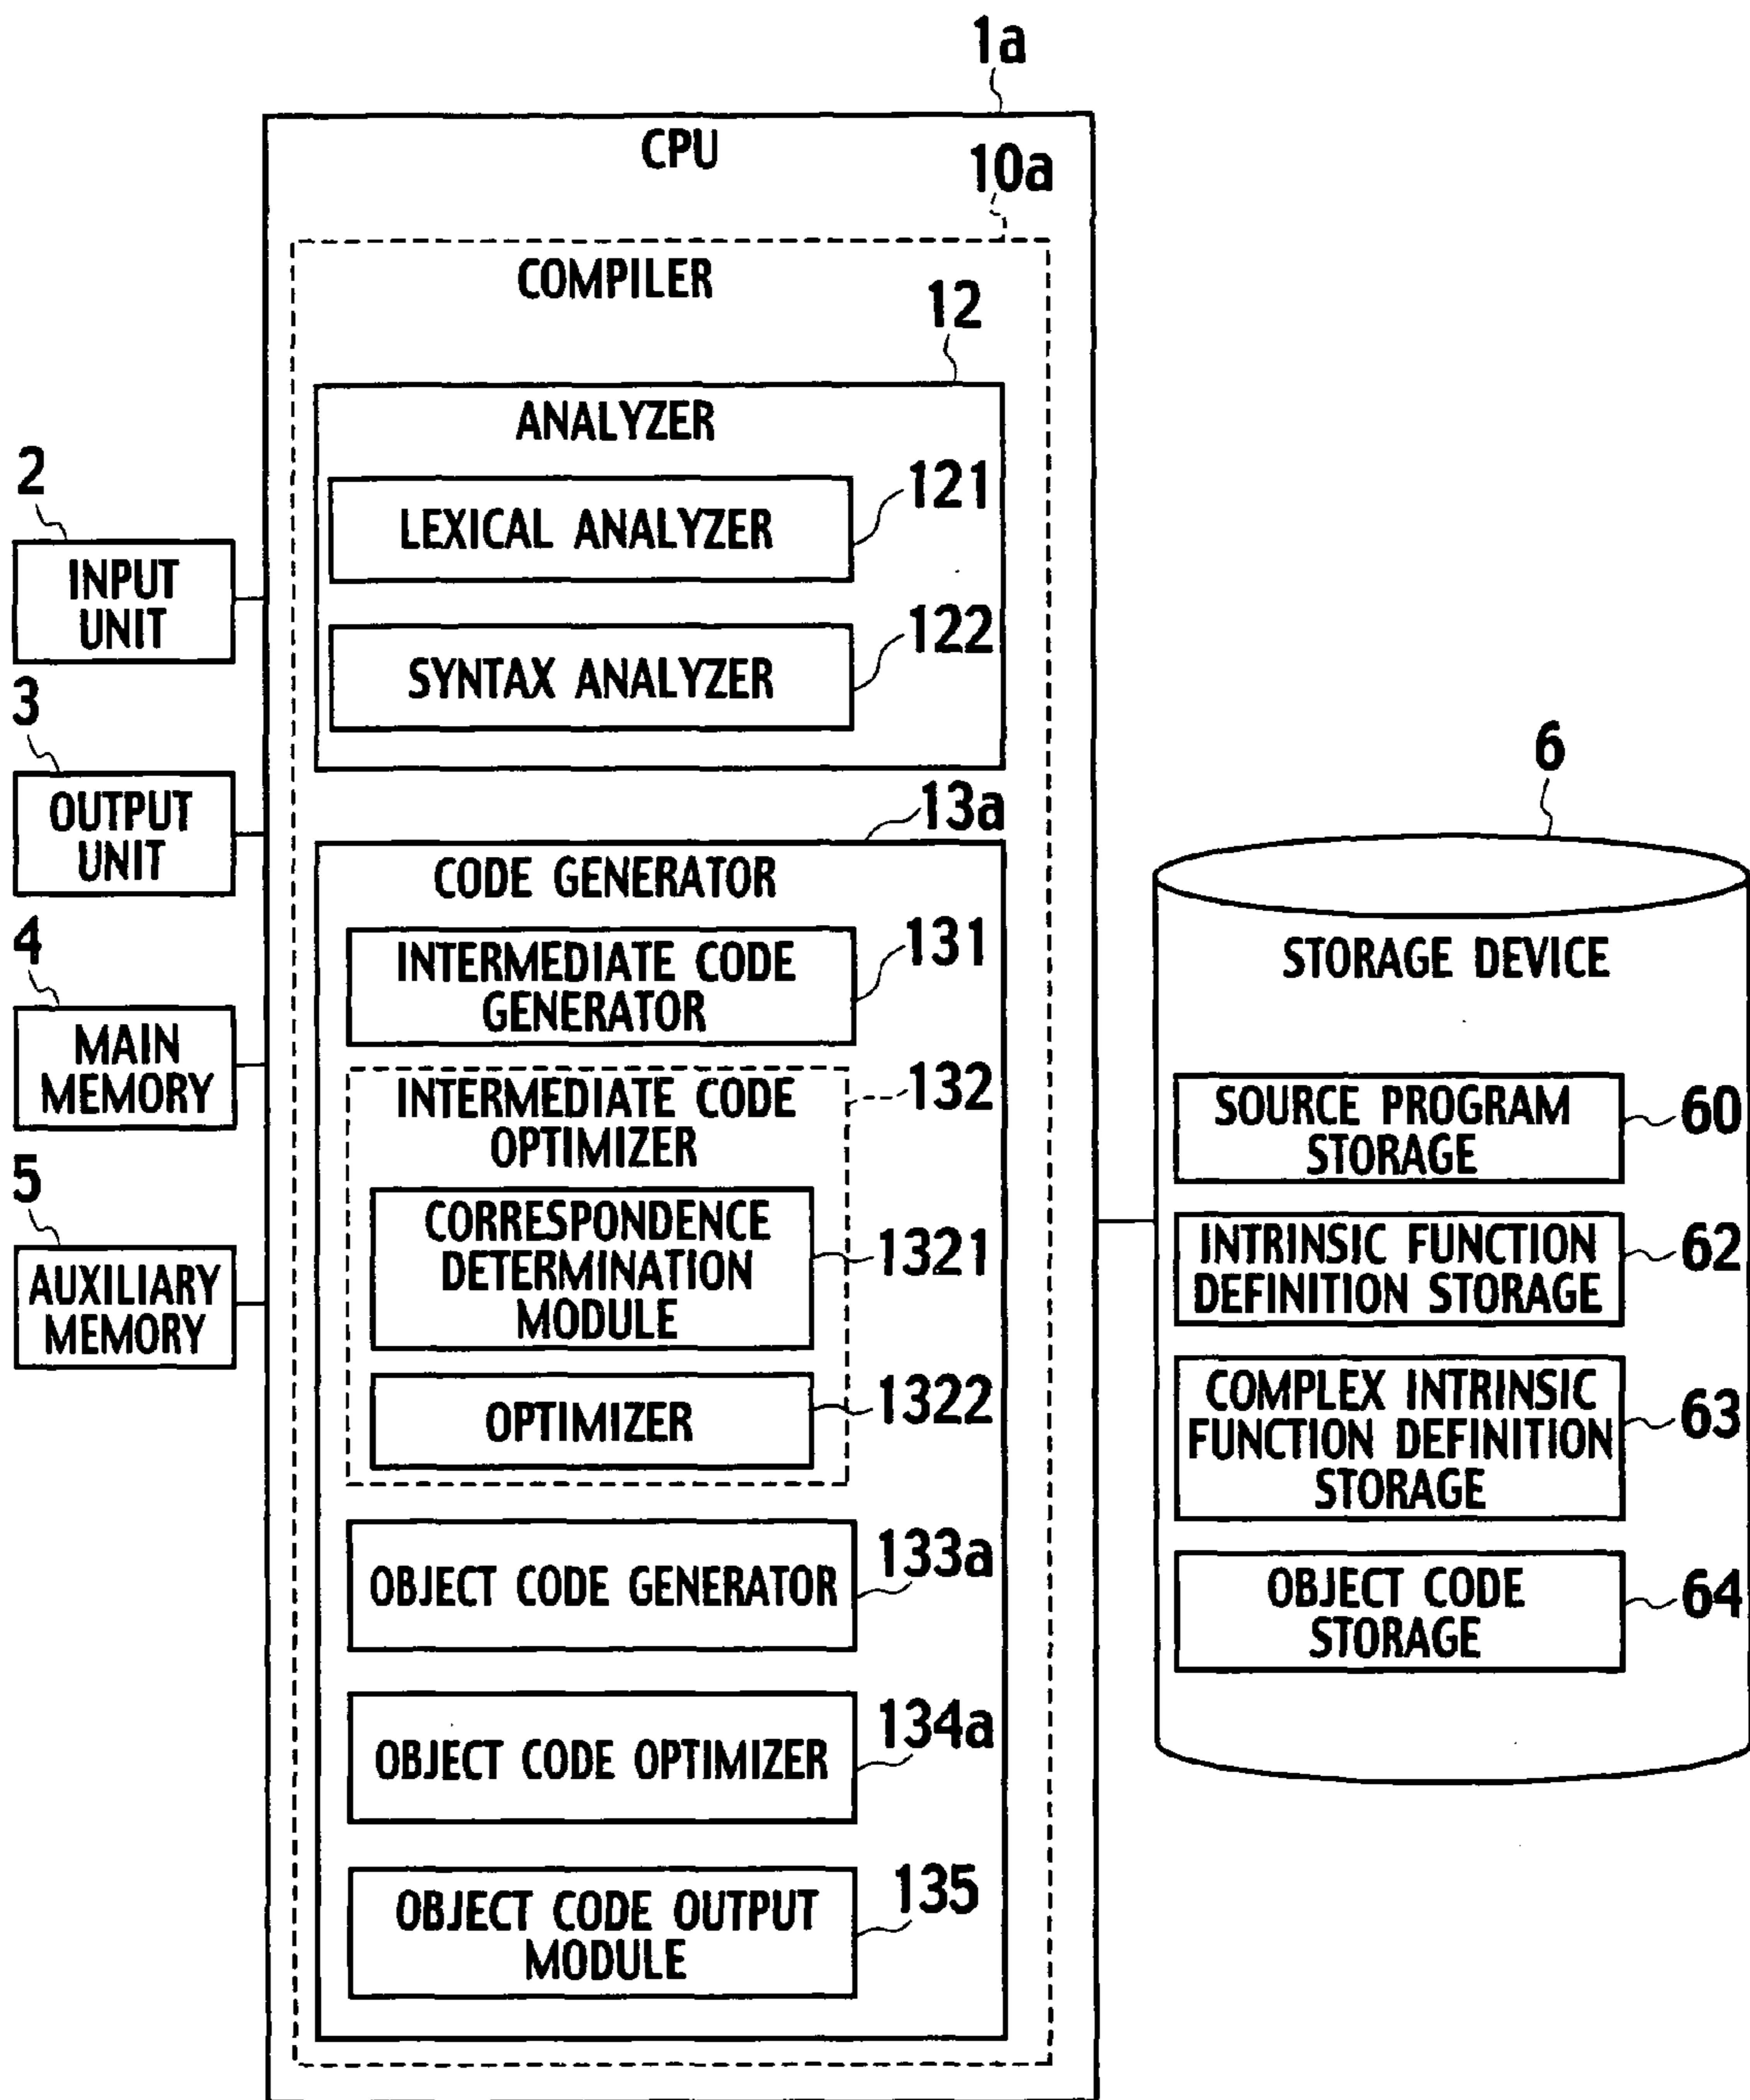 1a
CPU
10a
COMPILER
12
ANALYZER
121
LEXICAL ANALYZER
122
SYNTAX ANALYZER
2
INPUT
UNIT
3
OUTPUT
UNIT
4
MAIN
MEMORY
5
AUXILIARY
MEMORY
13a
CODE GENERATOR
131
INTERMEDIATE CODE
GENERATOR
132
INTERMEDIATE CODE
OPTIMIZER
CORRESPONDENCE
DETERMINATION
MODULE
1321
OPTIMIZER
1322
OBJECT CODE GENERATOR
133a
OBJECT CODE OPTIMIZER
134a
OBJECT CODE OUTPUT
MODULE
135
6
STORAGE DEVICE
SOURCE PROGRAM
STORAGE
60
INTRINSIC FUNCTION
DEFINITION STORAGE
62
COMPLEX INTRINSIC
FUNCTION DEFINITION
STORAGE
63
OBJECT CODE
STORAGE
64